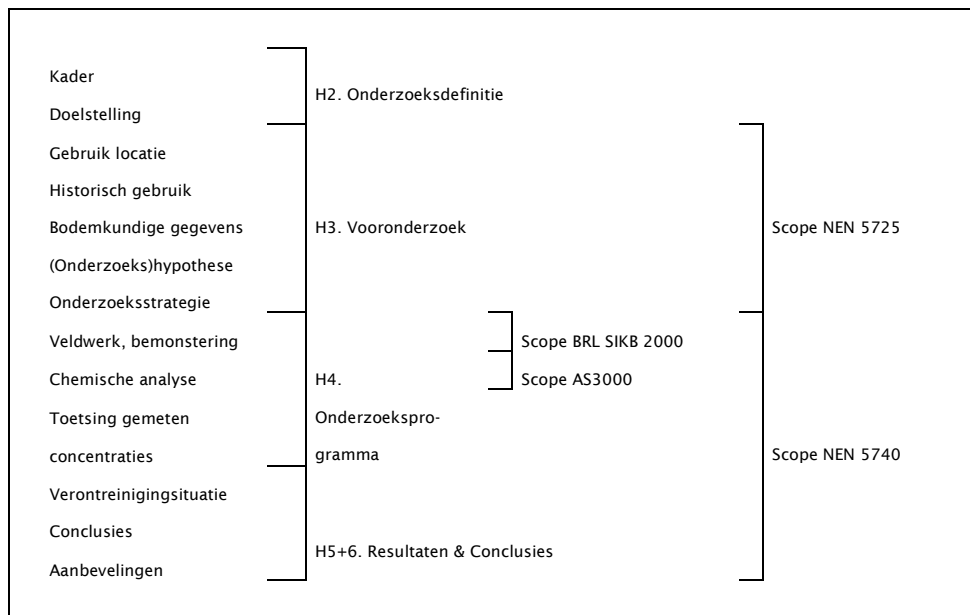 Kader
Doelstelling
H2. Onderzoeksdefinitie
Gebruik locatie
Historisch gebruik
Bodemkundige gegevens
(Onderzoeks)hypothese
Onderzoeksstrategie
H3. Vooronderzoek
Scope NEN 5725
Veldwerk, bemonstering
Scope BRL SIKB 2000
Chemische analyse
Scope AS3000
Toetsing gemeten
concentraties
H4.
Onderzoekspro-
gramma
Scope NEN 5740
Verontreinigingsituatie
Conclusies
Aanbevelingen
H5+6. Resultaten & Conclusies